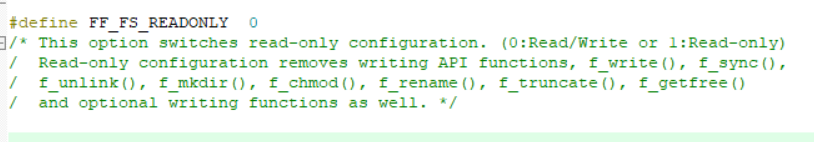 #define FF_FS_READONLY  0
/* This option switches read-only configuration. (0:Read/Write or 1:Read-only)
/  Read-only configuration removes writing API functions, f_write(), f_sync(),
/  f_unlink(), f_mkdir(), f_chmod(), f_rename(), f_truncate(), f_getfree()
/  and optional writing functions as well. */